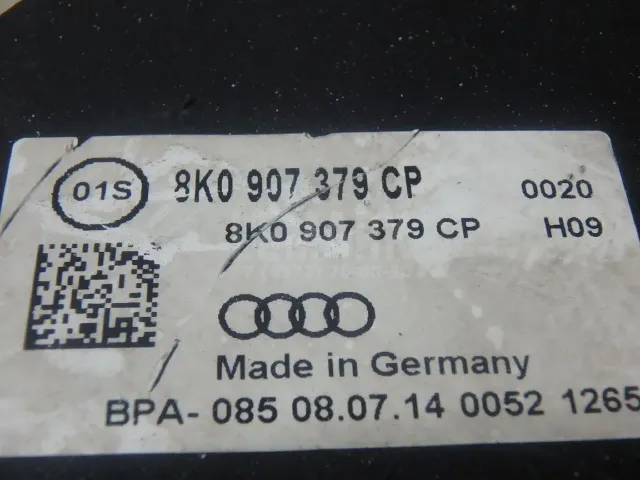 01S 8K0 907 379 CP 0020
8K0 907 379 CP H09
Made in Germany
BPA- 085 08.07.14 0052 1265